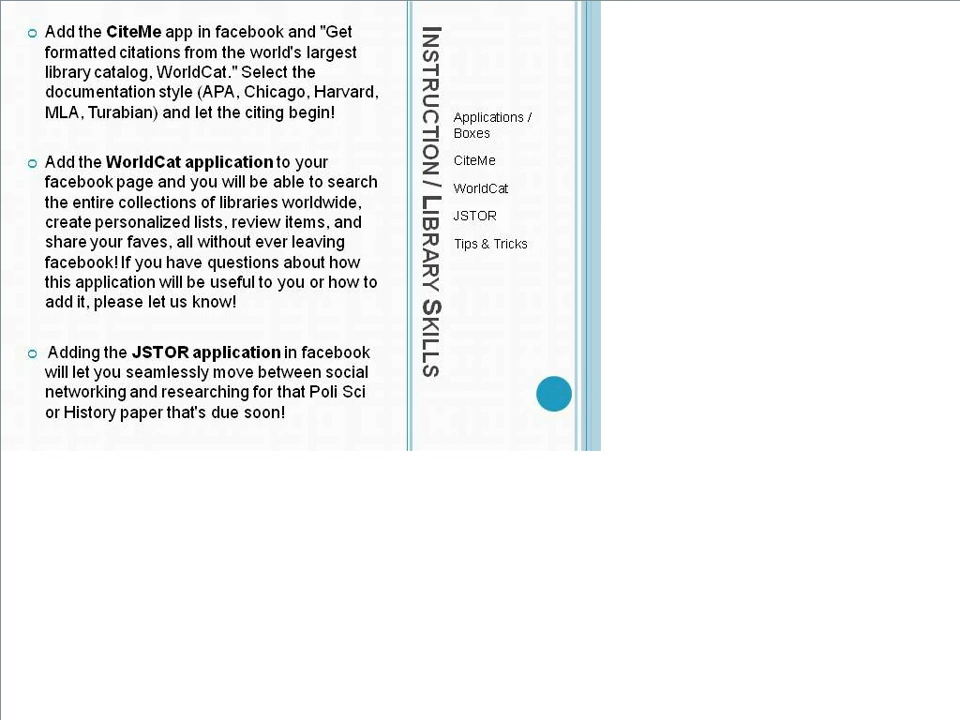 Add the CiteMe app in facebook and "Get
formatted citations from the world's largest
library catalog, WorldCat." Select the
documentation style (APA, Chicago, Harvard,
MLA, Turabian) and let the citing begin!
Add the WorldCat application to your
facebook page and you will be able to search
the entire collections of libraries worldwide,
create personalized lists, review items, and
share your faves, all without ever leaving
facebook! If you have questions about how
this application will be useful to you or how to
add it, please let us know!
Adding the JSTOR application in facebook
will let you seamlessly move between social
networking and researching for that Poli Sci
or History paper that's due soon!
INSTRUCTION / LIBRARY SKILLS
Applications /
Boxes
CiteMe
WorldCat
JSTOR
Tips & Tricks